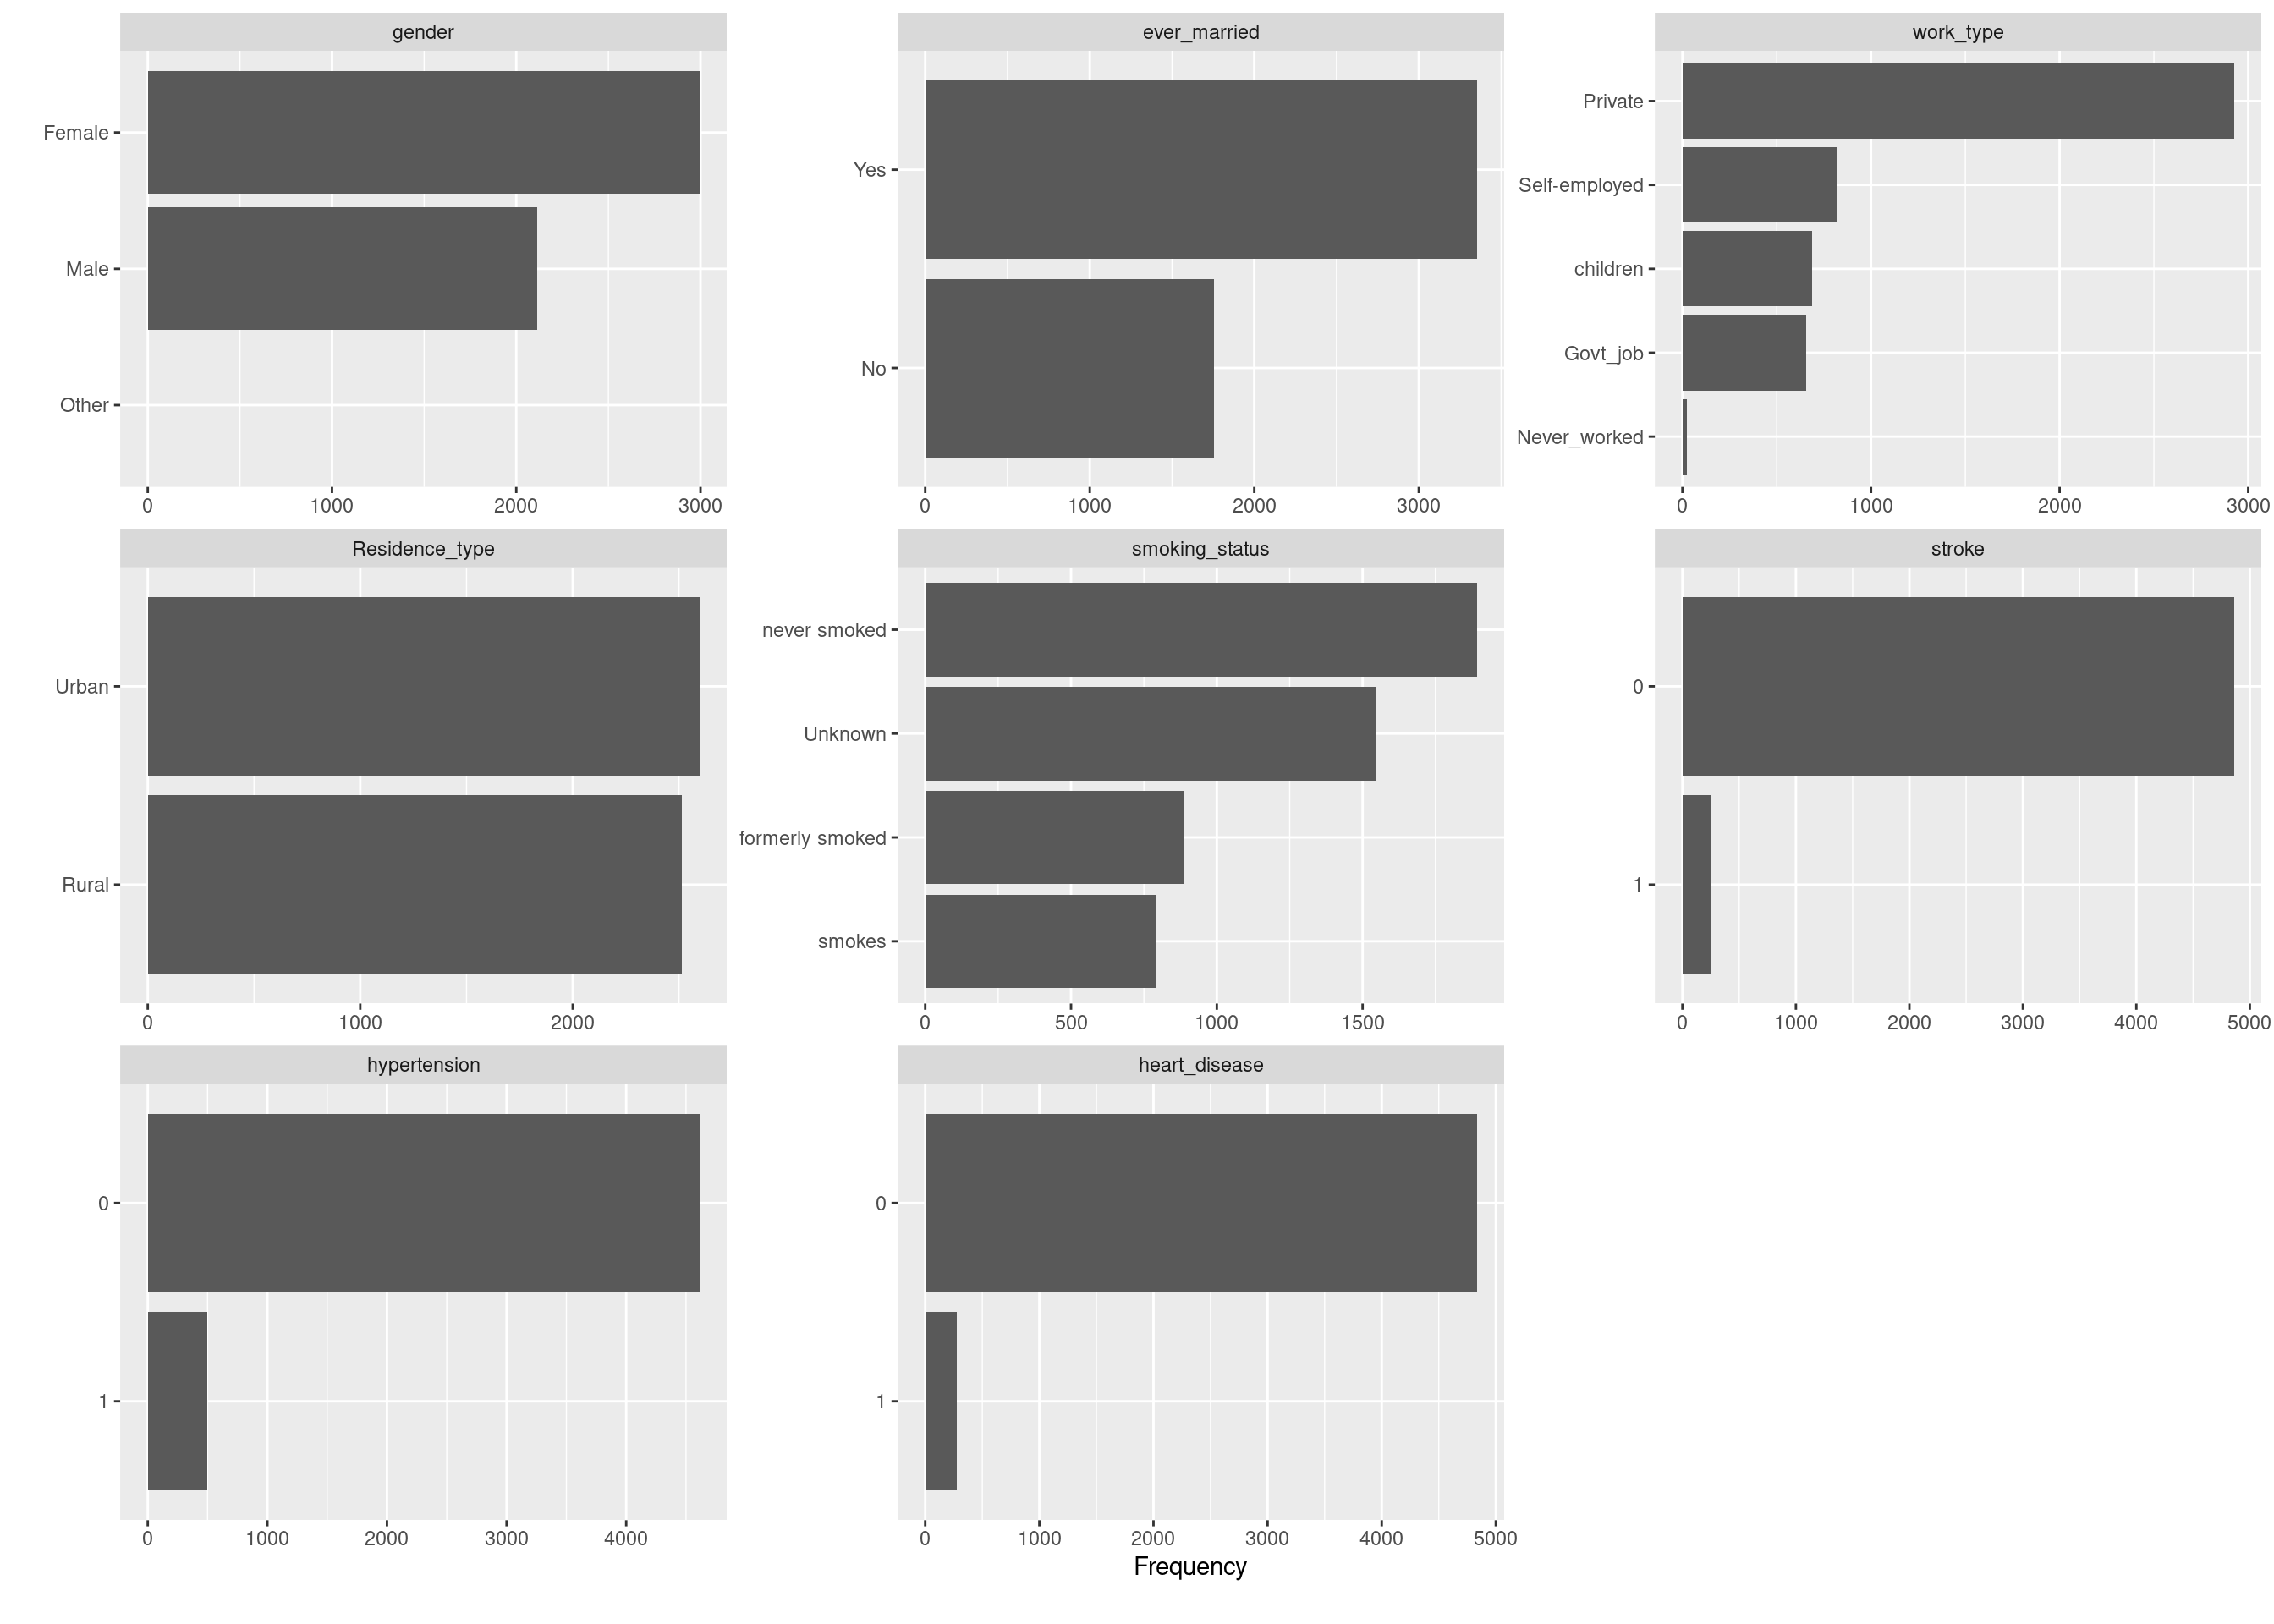 gender
Female
Male
Other
0 1000 2000 3000
ever_married
Yes
No
0 1000 2000 3000
work_type
Private
Self-employed
children
Govt_job
Never_worked
0 1000 2000 3000
Residence_type
Urban
Rural
0 1000 2000
smoking_status
never smoked
Unknown
formerly smoked
smokes
0 500 1000 1500
stroke
0
1
0 1000 2000 3000 4000 5000
hypertension
0
1
0 1000 2000 3000 4000
heart_disease
0
1
0 1000 2000 3000 4000 5000
Frequency